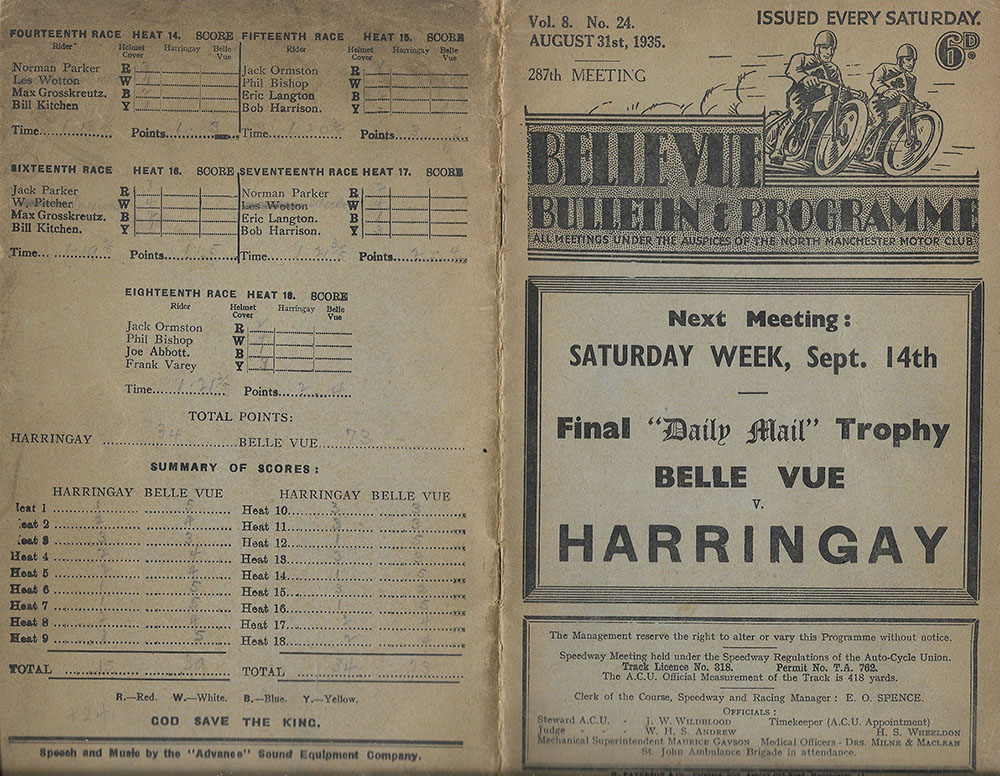 FOURTEENTH RACE HEAT 14. SCORE
Rider Helmet Cover Harringay Belle Vue
Norman Parker R
Les Wotton W
Max Grosskreutz. B
Bill Kitchen Y
Time............... Points
FIFTEENTH RACE HEAT 15. SCORE
Rider Helmet Cover Harringay Belle Vue
Jack Ormston R
Phil Bishop W
Eric Langton B
Bob Harrison. Y
Time Points
SIXTEENTH RACE HEAT 16. SCORE
Jack Parker R
W. Pitcher W
Max Grosskreutz. B
Bill Kitchen. Y
Time Points
SEVENTEENTH RACE HEAT 17. SCORE
Norman Parker R
Les Wotton W
Eric Langton. B
Bob Harrison. Y
Time Points
EIGHTEENTH RACE HEAT 18. SCORE
Rider Helmet Cover Harringay Belle Vue
Jack Ormston R
Phil Bishop W
Joe Abbott. B
Frank Varey Y
Time Points
TOTAL POINTS:
HARRINGAY 34 BELLE VUE 73
SUMMARY OF SCORES :
HARRINGAY BELLE VUE HARRINGAY BELLE VUE
Heat 1 Heat 10
Heat 2 Heat 11
Heat 3 Heat 12
Heat 4 Heat 13
Heat 5 Heat 14
Heat 6 Heat 15
Heat 7 Heat 16
Heat 8 Heat 17
Heat 9 Heat 18
TOTAL TOTAL 34
R.—Red. W.—White. B.—Blue. Y.—Yellow.
GOD SAVE THE KING.
Speech and Music by the "Advance" Sound Equipment Company.
Vol. 8. No. 24.
AUGUST 31st, 1935.
287th MEETING
ISSUED EVERY SATURDAY.
6D.
BELLE VUE
BULLETIN & PROGRAMME
ALL MEETINGS UNDER THE AUSPICES OF THE NORTH MANCHESTER MOTOR CLUB
Next Meeting :
SATURDAY WEEK, Sept. 14th
Final "Daily Mail" Trophy
BELLE VUE
V.
HARRINGAY
The Management reserve the right to alter or vary this Programme without notice.
Speedway Meeting held under the Speedway Regulations of the Auto-Cycle Union.
Track Licence No. 318. Permit No. T.A. 762.
The A.C.U. Official Measurement of the Track is 418 yards.
Clerk of the Course, Speedway and Racing Manager : E. O. SPENCE.
OFFICIALS :
Steward A.C.U. - J. W. WILDBLOOD Timekeeper (A.C.U. Appointment)
Judge - - W. H. S. ANDREW H. S. WHEELDON
Mechanical Superintendent MAURICE GAVSON Medical Officers - DRS. MILNE & MACLEAN
St. John Ambulance Brigade in attendance.